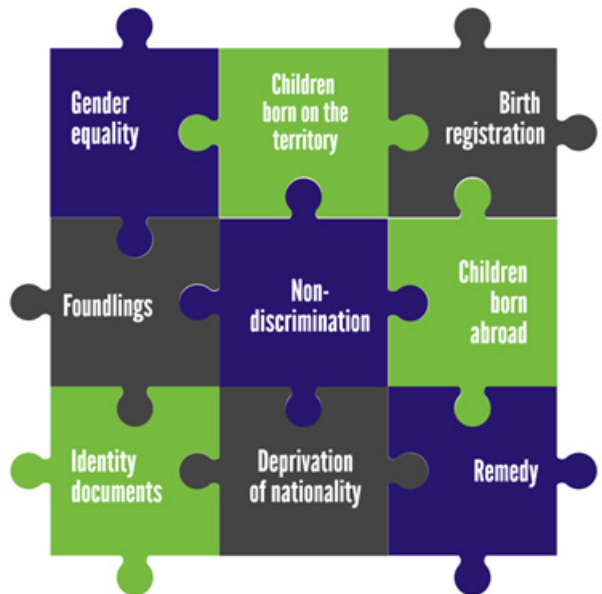 Gender
equality
Children
born on the
territory
Birth
registration
Foundlings
Non-
discrimination
Children
born
abroad
Identity
documents
Deprivation
of nationality
Remedy